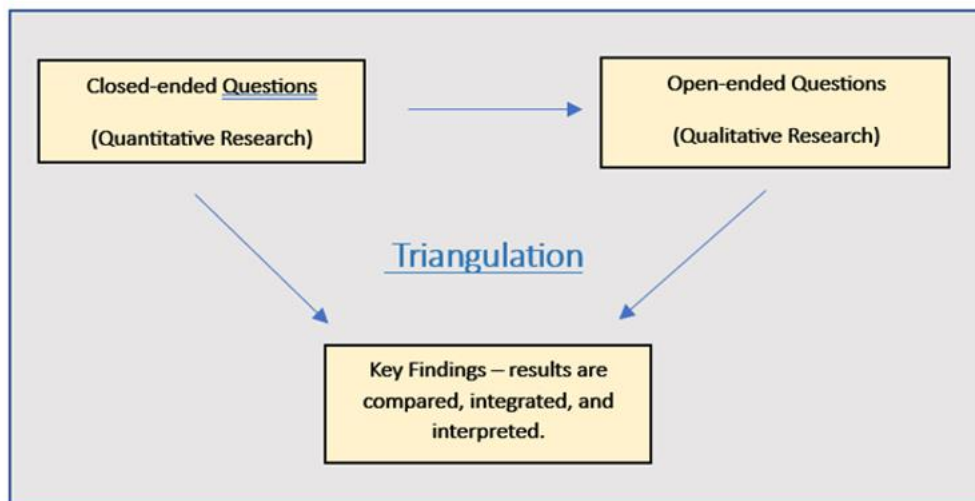 Closed-ended Questions
(Quantitative Research)
Open-ended Questions
(Qualitative Research)
Triangulation
Key Findings – results are
compared, integrated, and
interpreted.